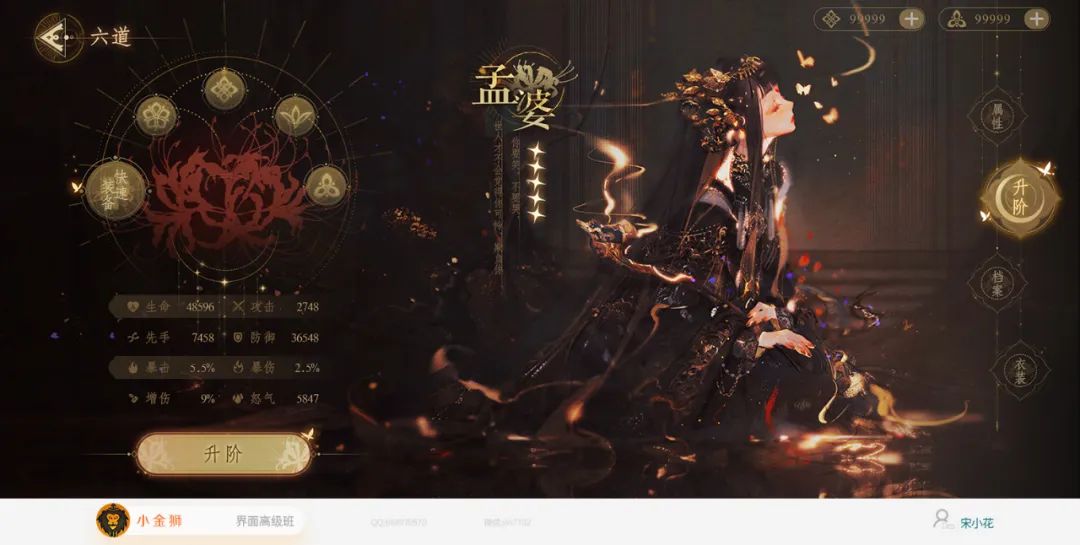 六道
99999
99999
快速装备
孟婆
属性
升阶
档案
衣装
生命 48596 攻击 2748
先手 7458 防御 36548
暴击 5.5% 暴伤 2.5%
增伤 9% 怒气 5847
升阶
小金狮 界面高级班
宋小花